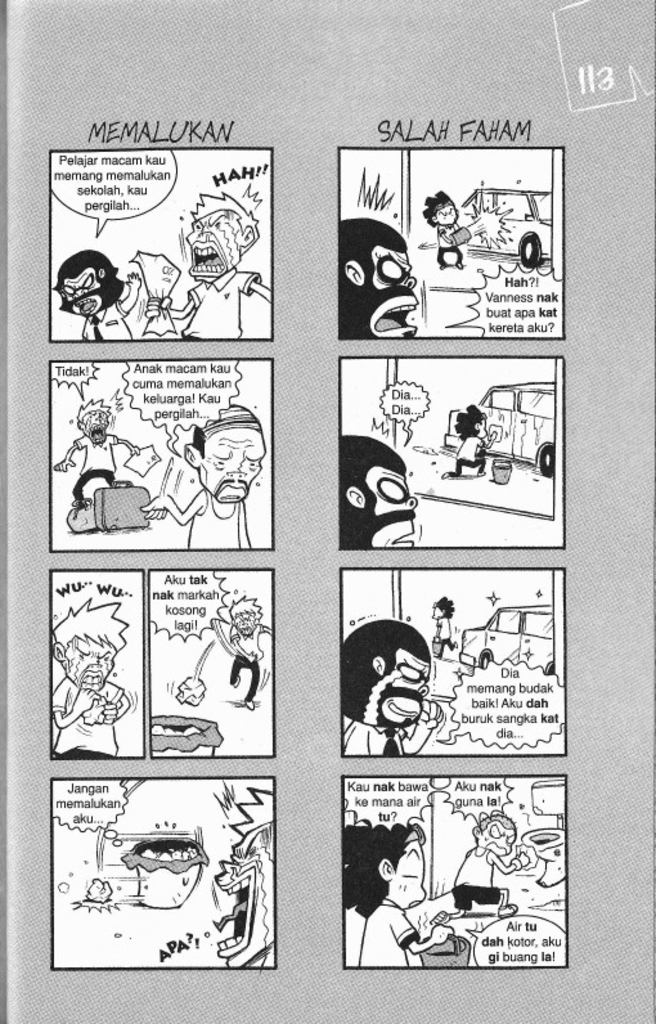 113
MEMALUKAN
Pelajar macam kau
memang memalukan
sekolah, kau
pergilah...
HAH!!
0%
Tidak!
Anak macam kau
cuma memalukan
keluarga! Kau
pergilah...
WU... WU...
Aku tak
nak markah
kosong
lagi!
Jangan
memalukan
aku...
APA?!
SALAH FAHAM
Hah?!
Vanness nak
buat apa kat
kereta aku?
Dia...
Dia...
Dia
memang budak
baik! Aku dah
buruk sangka kat
dia...
Kau nak bawa
ke mana air
tu?
Aku nak
guna la!
Air tu
dah kotor, aku
gi buang la!